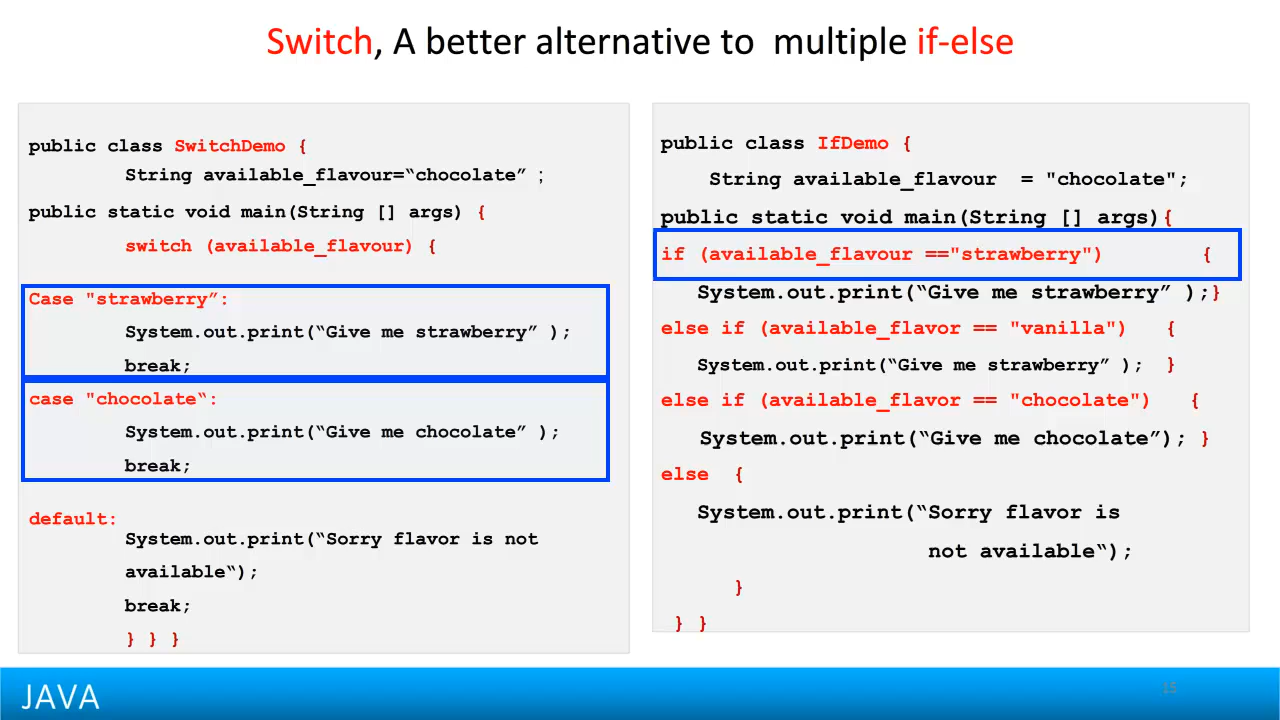 Switch, A better alternative to multiple if-else
public class SwitchDemo {
String available_flavour=“chocolate” ;
public static void main(String [] args) {
switch (available_flavour) {
Case "strawberry”:
System.out.print(“Give me strawberry” );
break;
case "chocolate“:
System.out.print(“Give me chocolate” );
break;
default:
System.out.print(“Sorry flavor is not
available“);
break;
} } }
public class IfDemo {
String available_flavour = "chocolate";
public static void main(String [] args){
if (available_flavour =="strawberry") {
System.out.print(“Give me strawberry” );}
else if (available_flavor == "vanilla") {
System.out.print(“Give me strawberry” ); }
else if (available_flavor == "chocolate") {
System.out.print(“Give me chocolate”); }
else {
System.out.print(“Sorry flavor is
not available“);
}
} }
JAVA
15